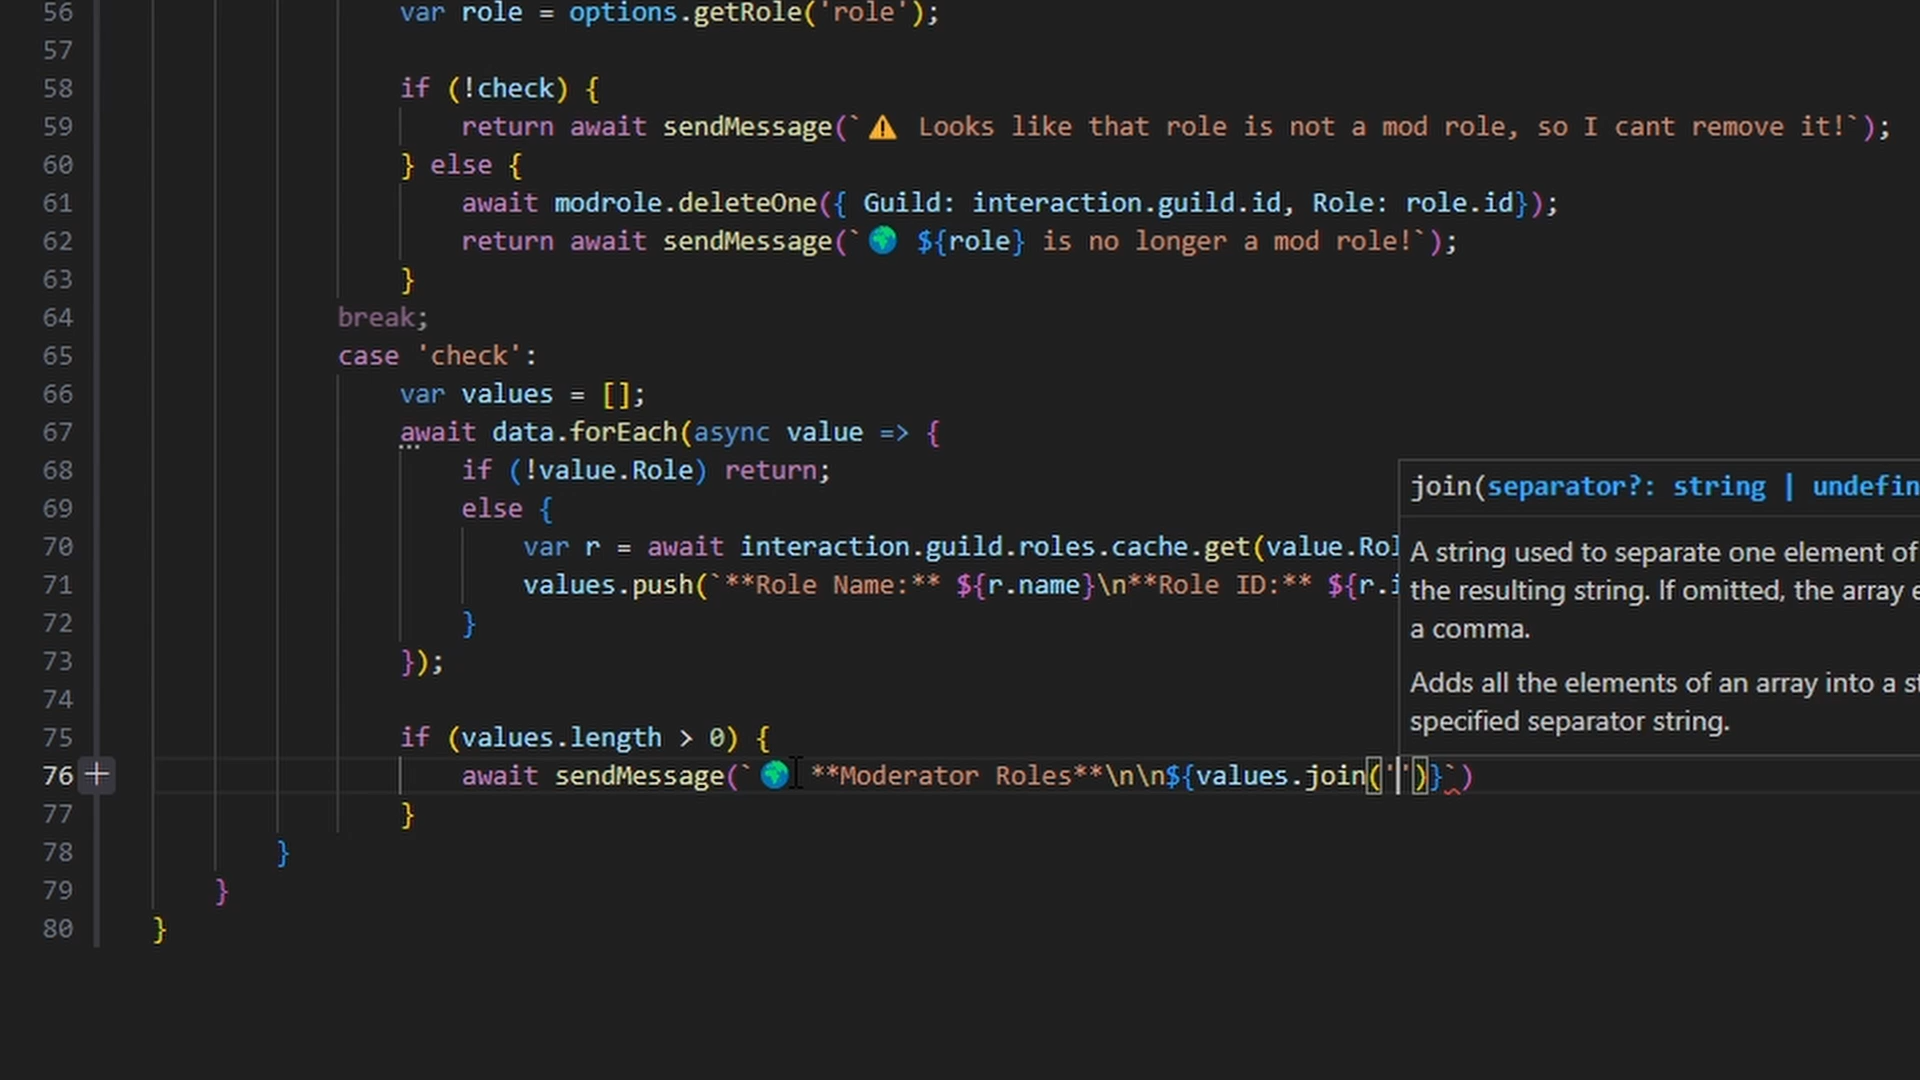 56 var role = options.getRole('role');
57
58 if (!check) {
59 return await sendMessage(`⚠️ Looks like that role is not a mod role, so I cant remove it!`);
60 } else {
61 await modrole.deleteOne({ Guild: interaction.guild.id, Role: role.id});
62 return await sendMessage(`🌍 ${role} is no longer a mod role!`);
63 }
64 break;
65 case 'check':
66 var values = [];
67 await data.forEach(async value => {
68 if (!value.Role) return;
69 else {
70 var r = await interaction.guild.roles.cache.get(value.Rol
71 values.push(`**Role Name:** ${r.name}\n**Role ID:** ${r.i
72 }
73 });
74
75 if (values.length > 0) {
76 await sendMessage(`🌍 **Moderator Roles**\n\n${values.join('')}`)
77 }
78 }
79 }
80 }
join(separator?: string | undefin
A string used to separate one element of
the resulting string. If omitted, the array e
a comma.
Adds all the elements of an array into a st
specified separator string.